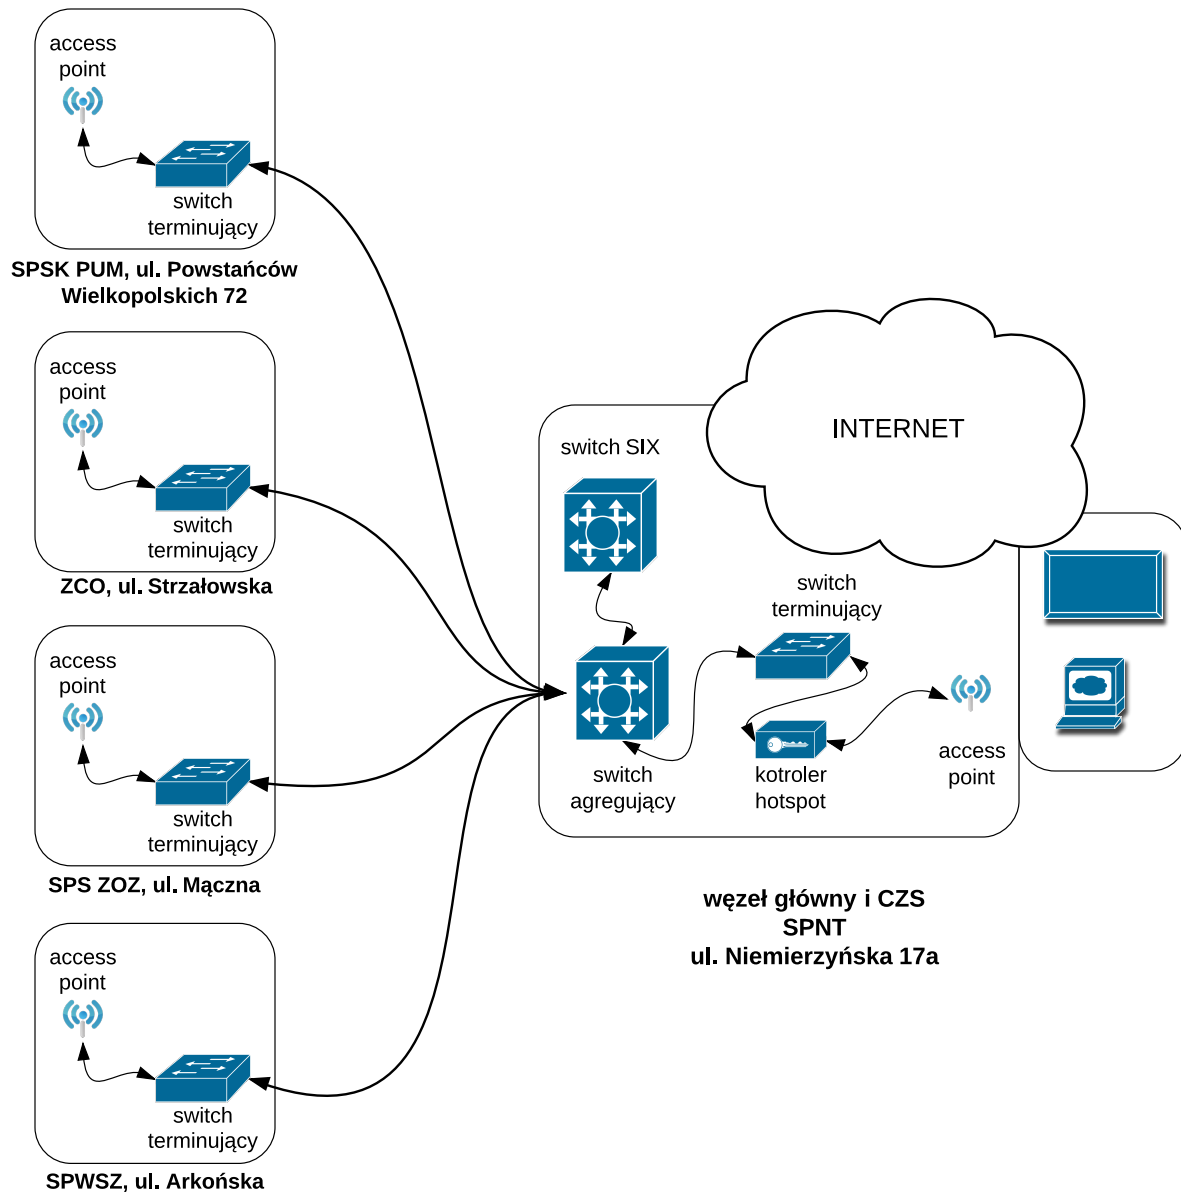 access
point
switch
terminujący
SPSK PUM, ul. Powstańców
Wielkopolskich 72
access
point
switch
terminujący
ZCO, ul. Strzałowska
access
point
switch
terminujący
SPS ZOZ, ul. Mączna
access
point
switch
terminujący
SPWSZ, ul. Arkońska
INTERNET
switch SIX
switch
terminujący
switch
agregujący
kotroler
hotspot
access
point
węzeł główny i CZS
SPNT
ul. Niemierzyńska 17a